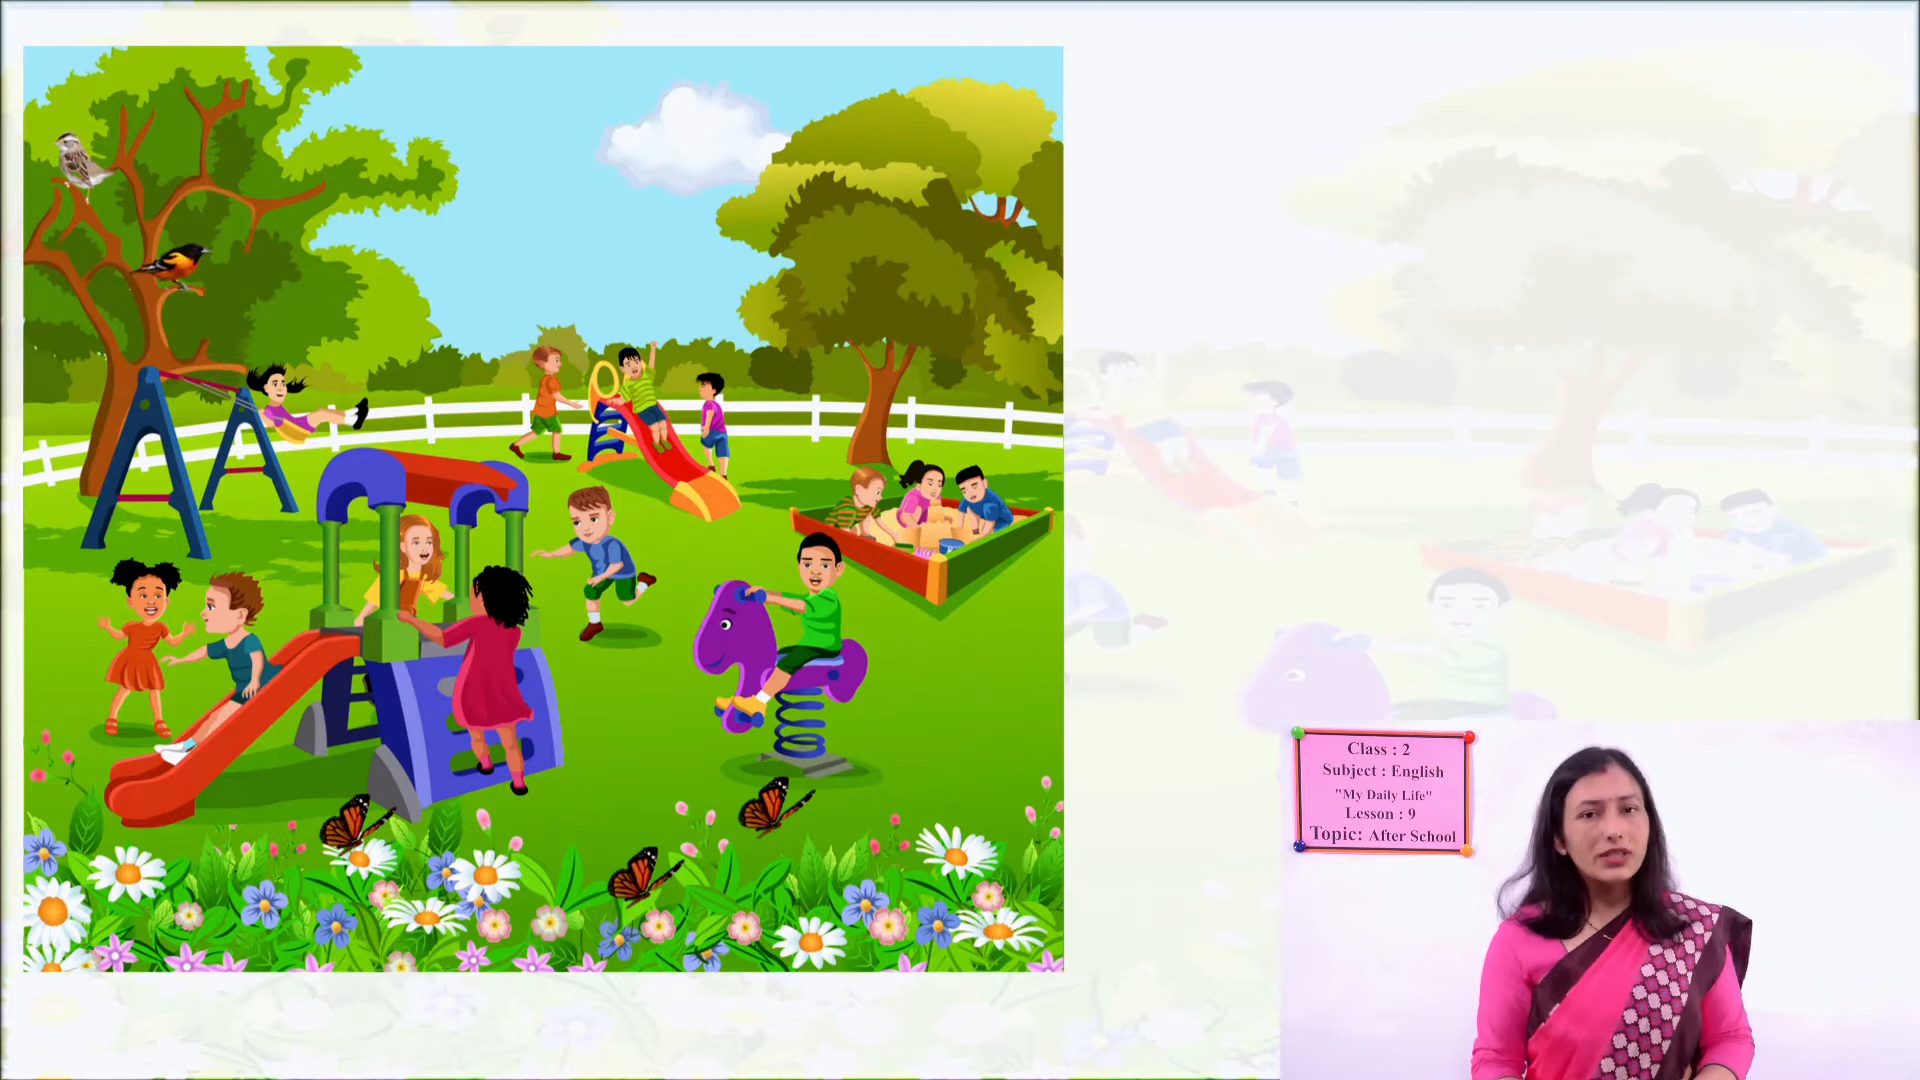 Class : 2
Subject : English
"My Daily Life"
Lesson : 9
Topic: After School